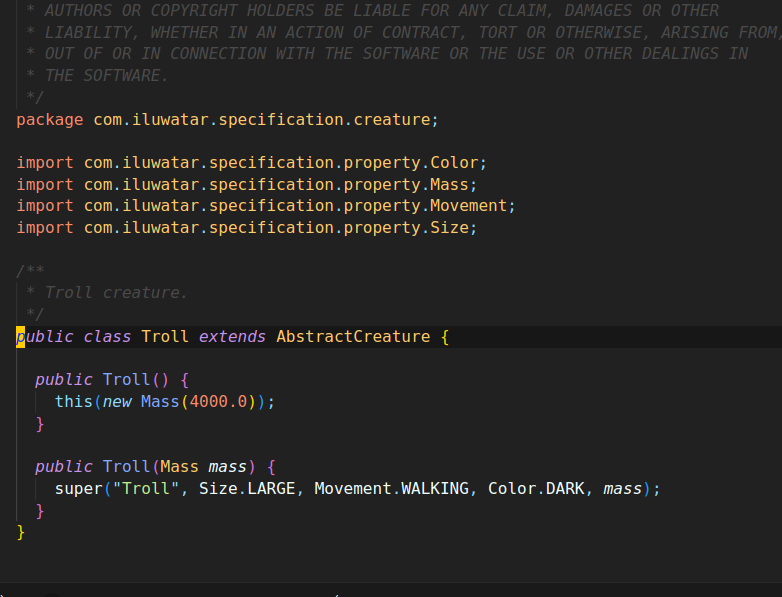 * AUTHORS OR COPYRIGHT HOLDERS BE LIABLE FOR ANY CLAIM, DAMAGES OR OTHER
* LIABILITY, WHETHER IN AN ACTION OF CONTRACT, TORT OR OTHERWISE, ARISING FROM,
* OUT OF OR IN CONNECTION WITH THE SOFTWARE OR THE USE OR OTHER DEALINGS IN
* THE SOFTWARE.
*/
package com.iluwatar.specification.creature;
import com.iluwatar.specification.property.Color;
import com.iluwatar.specification.property.Mass;
import com.iluwatar.specification.property.Movement;
import com.iluwatar.specification.property.Size;
/**
* Troll creature.
*/
public class Troll extends AbstractCreature {
public Troll() {
this(new Mass(4000.0));
}
public Troll(Mass mass) {
super("Troll", Size.LARGE, Movement.WALKING, Color.DARK, mass);
}
}